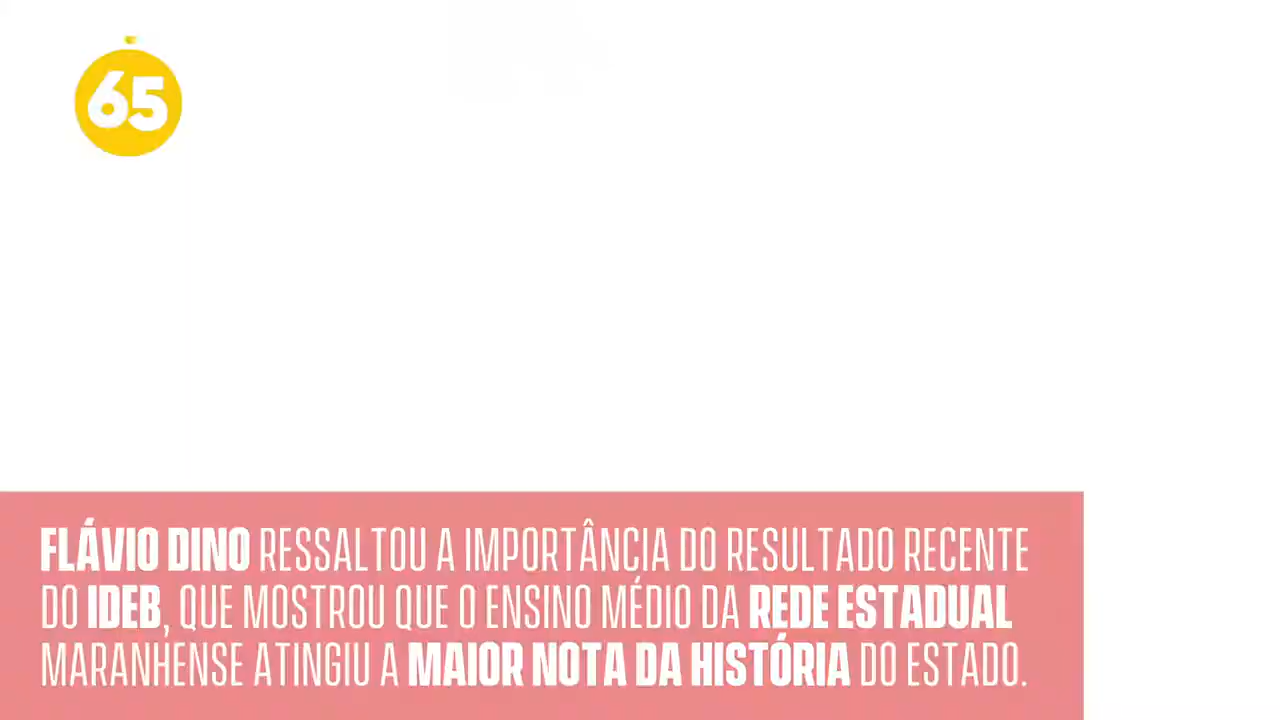 65
FLÁVIO DINO RESSALTOU A IMPORTÂNCIA DO RESULTADO RECENTE
DO IDEB, QUE MOSTROU QUE O ENSINO MÉDIO DA REDE ESTADUAL
MARANHENSE ATINGIU A MAIOR NOTA DA HISTÓRIA DO ESTADO.